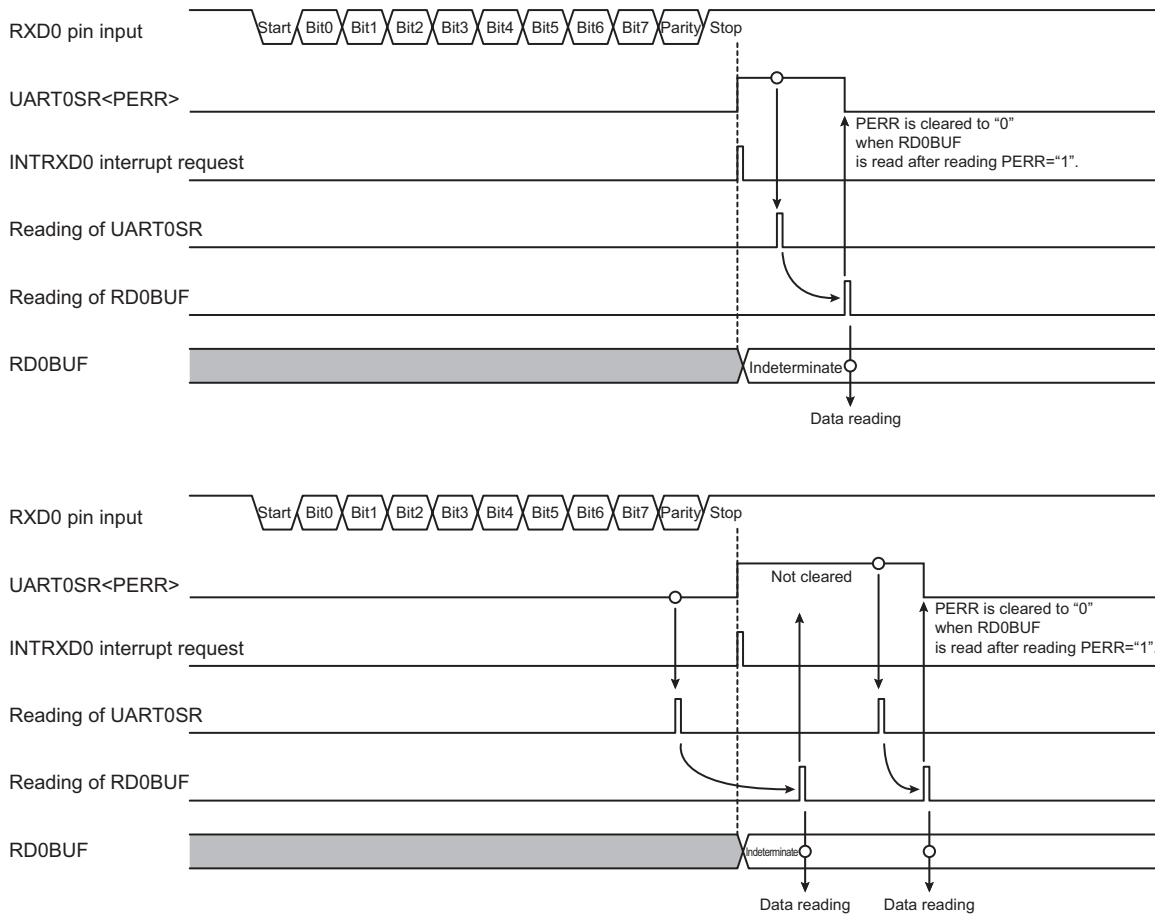 RXD0 pin input
Start Bit0 Bit1 Bit2 Bit3 Bit4 Bit5 Bit6 Bit7 Parity Stop
UART0SR<PERR>
PERR is cleared to “0”
when RD0BUF
is read after reading PERR=“1”.
INTRXD0 interrupt request
Reading of UART0SR
Reading of RD0BUF
RD0BUF
Indeterminate
Data reading
RXD0 pin input
Start Bit0 Bit1 Bit2 Bit3 Bit4 Bit5 Bit6 Bit7 Parity Stop
UART0SR<PERR>
Not cleared
PERR is cleared to “0”
when RD0BUF
is read after reading PERR=“1”.
INTRXD0 interrupt request
Reading of UART0SR
Reading of RD0BUF
RD0BUF
Indeterminate
Data reading Data reading